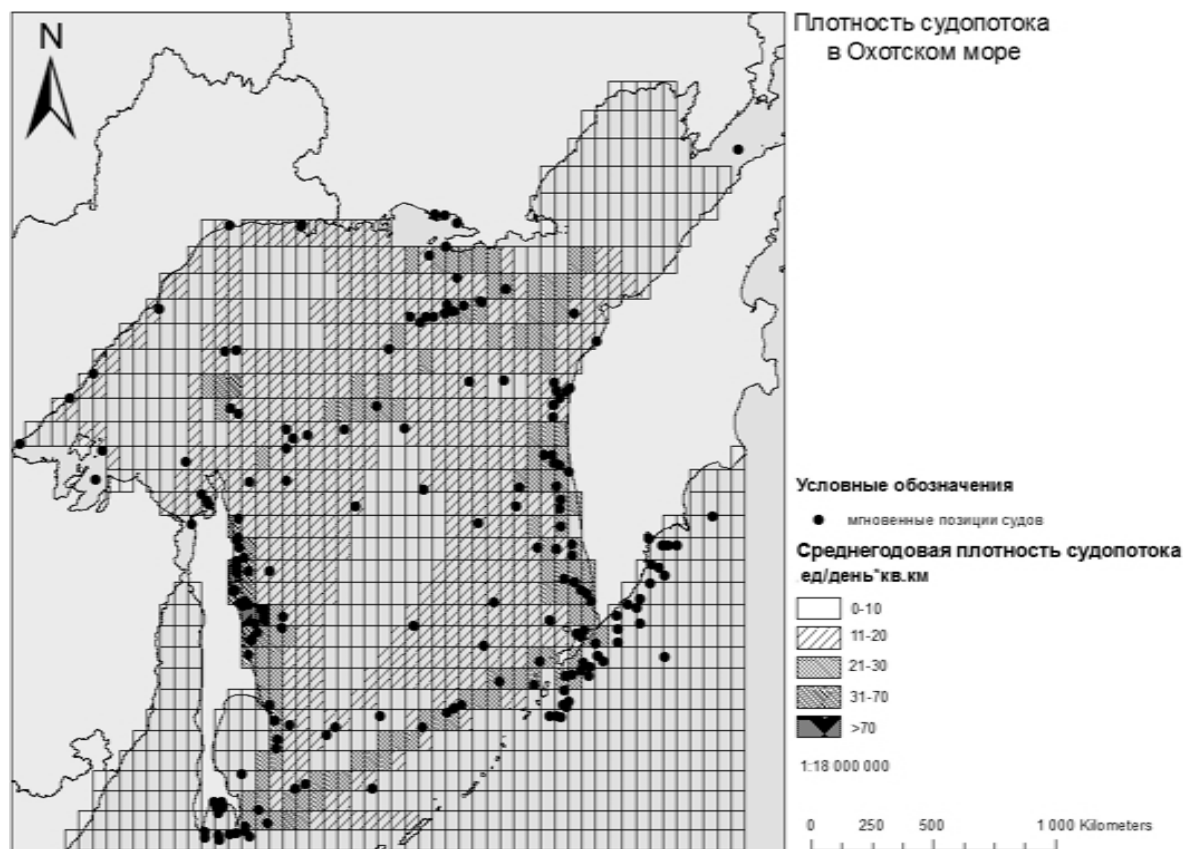 N
Плотность судопотока
в Охотском море
Условные обозначения
мгновенные позиции судов
Среднегодовая плотность судопотока
ед/день*кв.км
0-10
11-20
21-30
31-70
>70
1:18 000 000
0 250 500 1 000 Kilometers